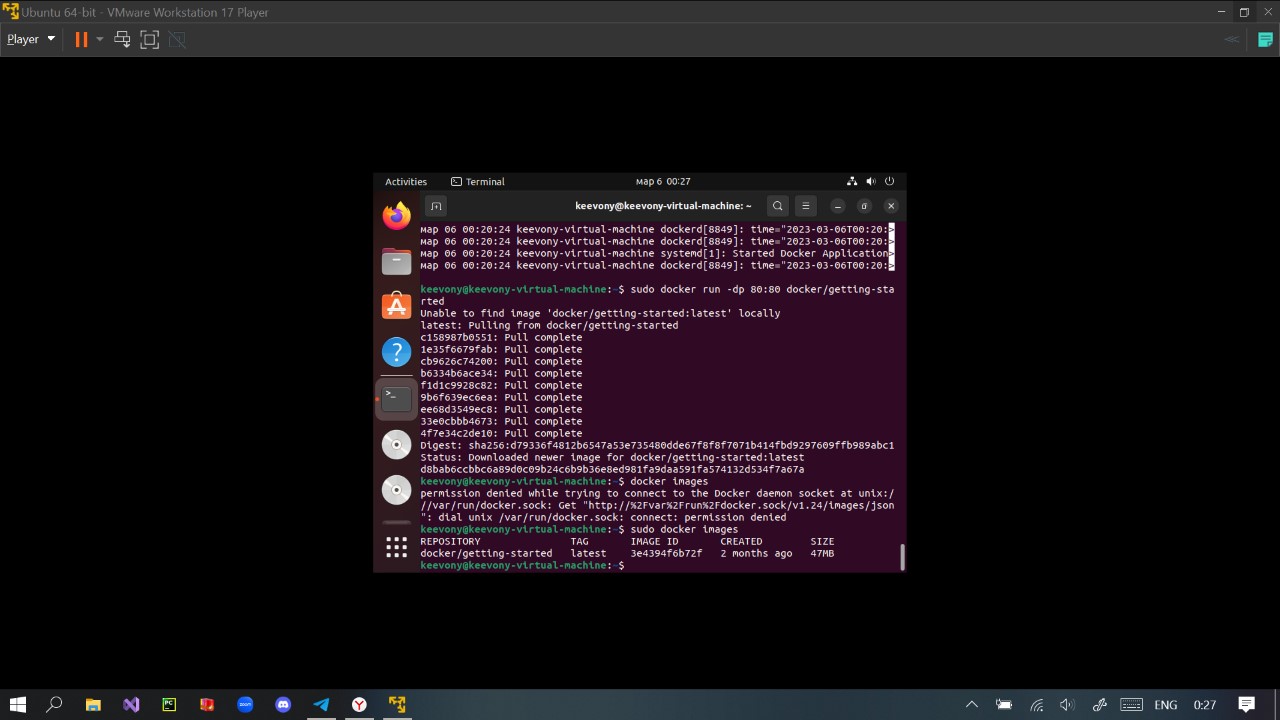 Ubuntu 64-bit - VMware Workstation 17 Player
Player
Activities
Terminal
мар 6 00:27
keevony@keevony-virtual-machine: ~
мар 06 00:20:24 keevony-virtual-machine dockerd[8849]: time="2023-03-06T00:20:>
мар 06 00:20:24 keevony-virtual-machine dockerd[8849]: time="2023-03-06T00:20:>
мар 06 00:20:24 keevony-virtual-machine systemd[1]: Started Docker Application>
мар 06 00:20:24 keevony-virtual-machine dockerd[8849]: time="2023-03-06T00:20:>
keevony@keevony-virtual-machine:~$ sudo docker run -dp 80:80 docker/getting-sta
rted
Unable to find image 'docker/getting-started:latest' locally
latest: Pulling from docker/getting-started
c158987b0551: Pull complete
1e35f6679fab: Pull complete
cb9626c74200: Pull complete
b6334b6ace34: Pull complete
f1d1c9928c82: Pull complete
9b6f639ec6ea: Pull complete
ee68d3549ec8: Pull complete
33e0cbbb4673: Pull complete
4f7e34c2de10: Pull complete
Digest: sha256:d79336f4812b6547a53e735480dde67f8f8f7071b414fbd9297609ffb989abc1
Status: Downloaded newer image for docker/getting-started:latest
d8bab6ccbbc6a89d0c09b24c6b9b36e8ed981fa9daa591fa574132d534f7a67a
keevony@keevony-virtual-machine:~$ docker images
permission denied while trying to connect to the Docker daemon socket at unix:/
//var/run/docker.sock: Get "http://%2Fvar%2Frun%2Fdocker.sock/v1.24/images/json
": dial unix /var/run/docker.sock: connect: permission denied
keevony@keevony-virtual-machine:~$ sudo docker images
REPOSITORY TAG IMAGE ID CREATED SIZE
docker/getting-started latest 3e4394f6b72f 2 months ago 47MB
keevony@keevony-virtual-machine:~$
ENG
0:27